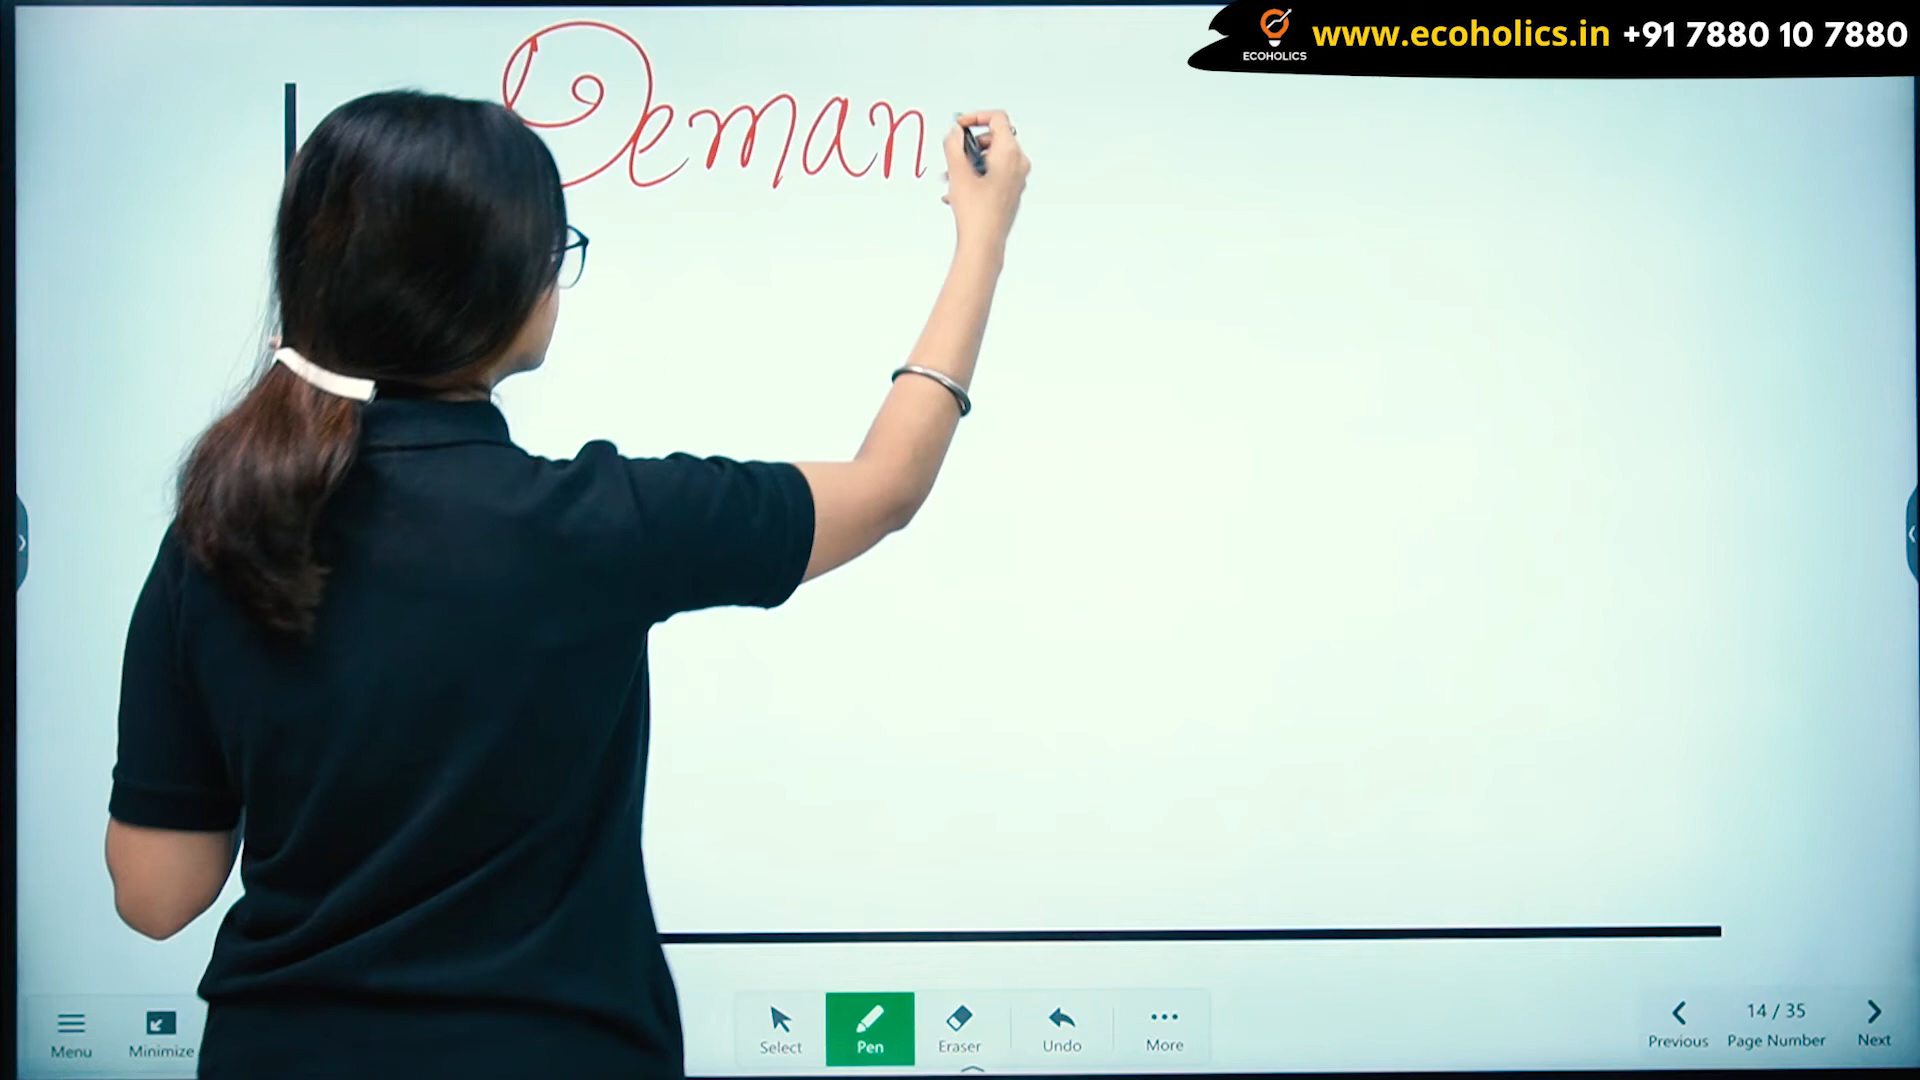 ECOHOLICS
www.ecoholics.in +91 7880 10 7880
Deman
Menu
Minimize
Select
Pen
Eraser
Undo
More
Previous
14 / 35
Page Number
Next